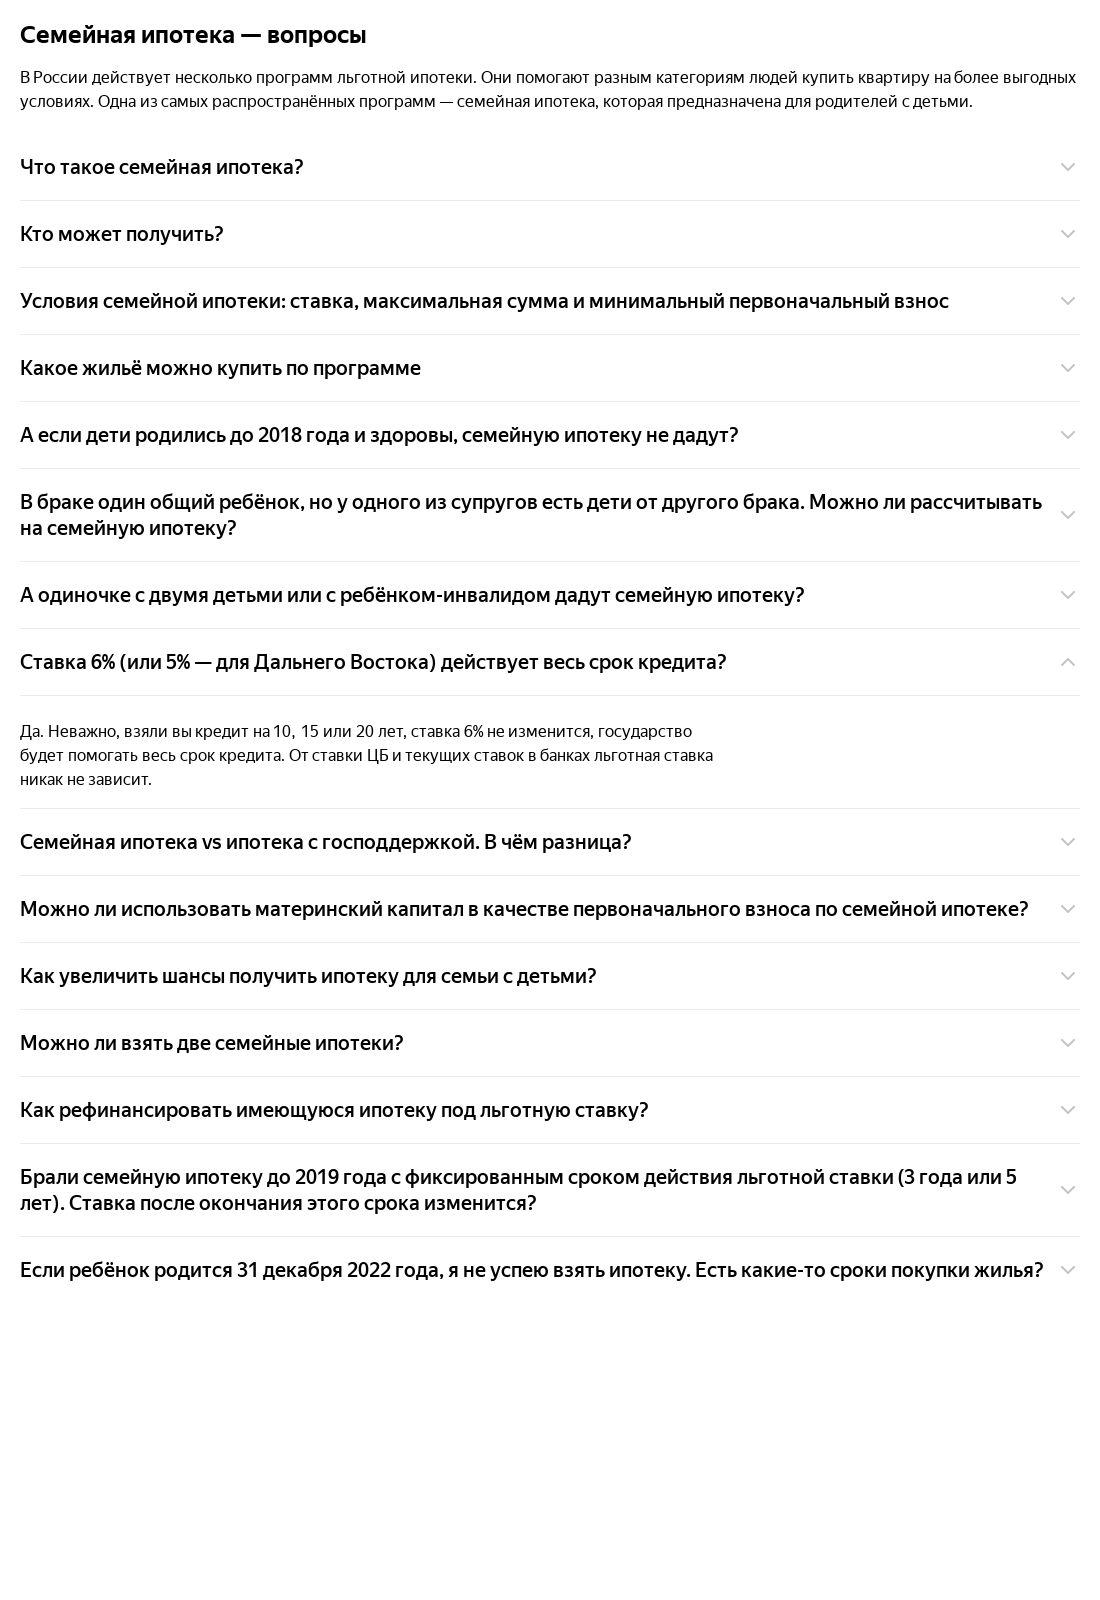 Семейная ипотека — вопросы
В России действует несколько программ льготной ипотеки. Они помогают разным категориям людей купить квартиру на более выгодных
условиях. Одна из самых распространённых программ — семейная ипотека, которая предназначена для родителей с детьми.
Что такое семейная ипотека?
Кто может получить?
Условия семейной ипотеки: ставка, максимальная сумма и минимальный первоначальный взнос
Какое жильё можно купить по программе
А если дети родились до 2018 года и здоровы, семейную ипотеку не дадут?
В браке один общий ребёнок, но у одного из супругов есть дети от другого брака. Можно ли рассчитывать
на семейную ипотеку?
А одиночке с двумя детьми или с ребёнком-инвалидом дадут семейную ипотеку?
Ставка 6% (или 5% — для Дальнего Востока) действует весь срок кредита?
Да. Неважно, взяли вы кредит на 10, 15 или 20 лет, ставка 6% не изменится, государство
будет помогать весь срок кредита. От ставки ЦБ и текущих ставок в банках льготная ставка
никак не зависит.
Семейная ипотека vs ипотека с господдержкой. В чём разница?
Можно ли использовать материнский капитал в качестве первоначального взноса по семейной ипотеке?
Как увеличить шансы получить ипотеку для семьи с детьми?
Можно ли взять две семейные ипотеки?
Как рефинансировать имеющуюся ипотеку под льготную ставку?
Брали семейную ипотеку до 2019 года с фиксированным сроком действия льготной ставки (3 года или 5
лет). Ставка после окончания этого срока изменится?
Если ребёнок родится 31 декабря 2022 года, я не успею взять ипотеку. Есть какие-то сроки покупки жилья?